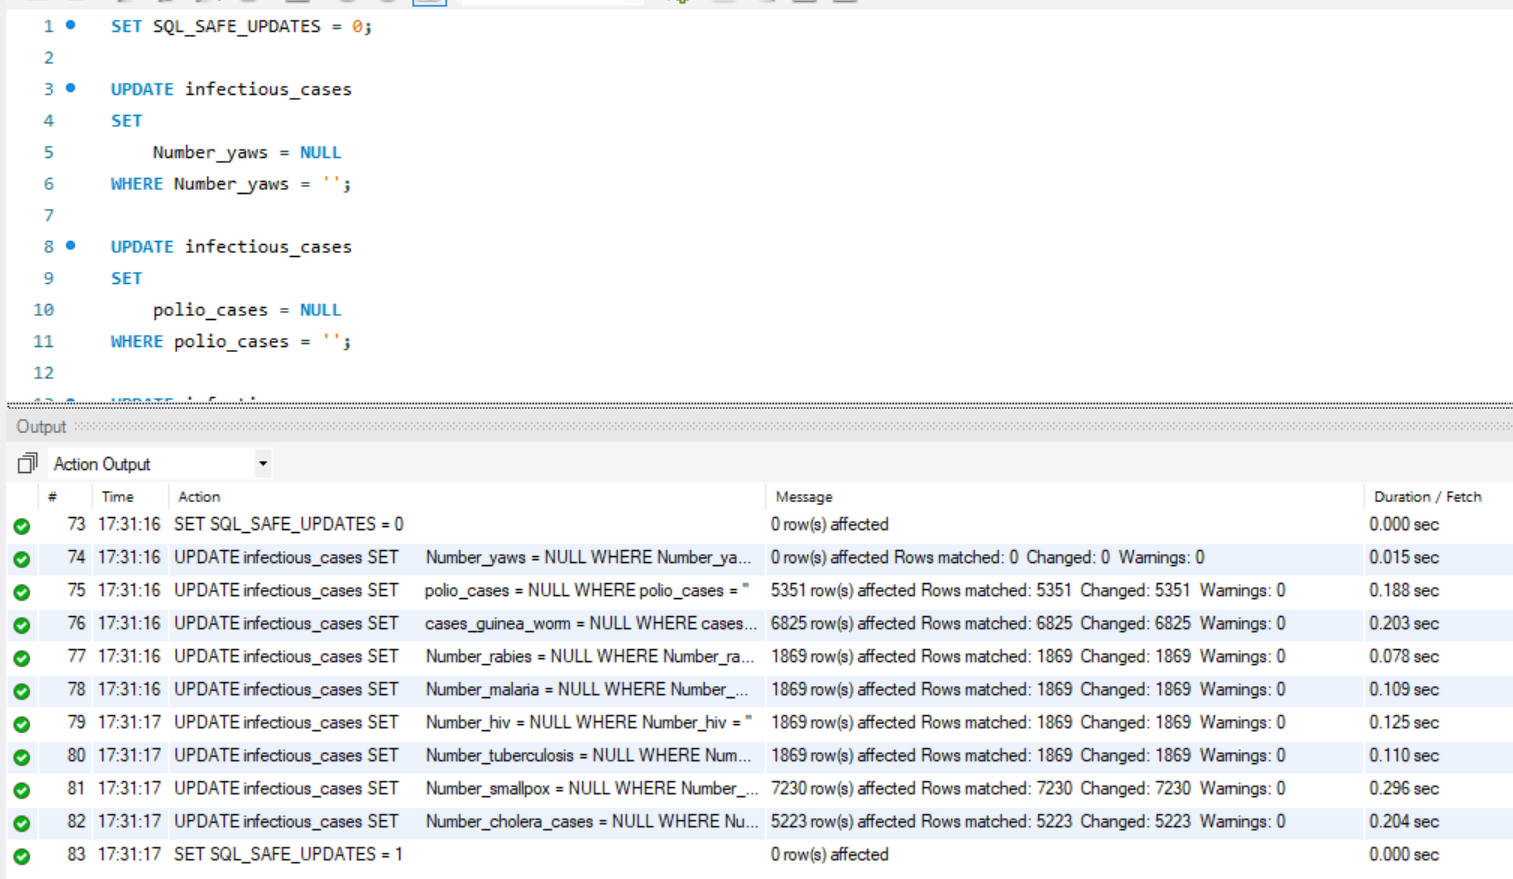 1 SET SQL_SAFE_UPDATES = 0;
2
3 UPDATE infectious_cases
4 SET
5 Number_yaws = NULL
6 WHERE Number_yaws = '';
7
8 UPDATE infectious_cases
9 SET
10 polio_cases = NULL
11 WHERE polio_cases = '';
12
Output
Action Output
# Time Action Message Duration / Fetch
73 17:31:16 SET SQL_SAFE_UPDATES = 0 0 row(s) affected 0.000 sec
74 17:31:16 UPDATE infectious_cases SET Number_yaws = NULL WHERE Number_ya... 0 row(s) affected Rows matched: 0 Changed: 0 Warnings: 0 0.015 sec
75 17:31:16 UPDATE infectious_cases SET polio_cases = NULL WHERE polio_cases = '' 5351 row(s) affected Rows matched: 5351 Changed: 5351 Warnings: 0 0.188 sec
76 17:31:16 UPDATE infectious_cases SET cases_guinea_worm = NULL WHERE cases... 6825 row(s) affected Rows matched: 6825 Changed: 6825 Warnings: 0 0.203 sec
77 17:31:16 UPDATE infectious_cases SET Number_rabies = NULL WHERE Number_ra... 1869 row(s) affected Rows matched: 1869 Changed: 1869 Warnings: 0 0.078 sec
78 17:31:16 UPDATE infectious_cases SET Number_malaria = NULL WHERE Number_... 1869 row(s) affected Rows matched: 1869 Changed: 1869 Warnings: 0 0.109 sec
79 17:31:17 UPDATE infectious_cases SET Number_hiv = NULL WHERE Number_hiv = '' 1869 row(s) affected Rows matched: 1869 Changed: 1869 Warnings: 0 0.125 sec
80 17:31:17 UPDATE infectious_cases SET Number_tuberculosis = NULL WHERE Num... 1869 row(s) affected Rows matched: 1869 Changed: 1869 Warnings: 0 0.110 sec
81 17:31:17 UPDATE infectious_cases SET Number_smallpox = NULL WHERE Number_... 7230 row(s) affected Rows matched: 7230 Changed: 7230 Warnings: 0 0.296 sec
82 17:31:17 UPDATE infectious_cases SET Number_cholera_cases = NULL WHERE Nu... 5223 row(s) affected Rows matched: 5223 Changed: 5223 Warnings: 0 0.204 sec
83 17:31:17 SET SQL_SAFE_UPDATES = 1 0 row(s) affected 0.000 sec